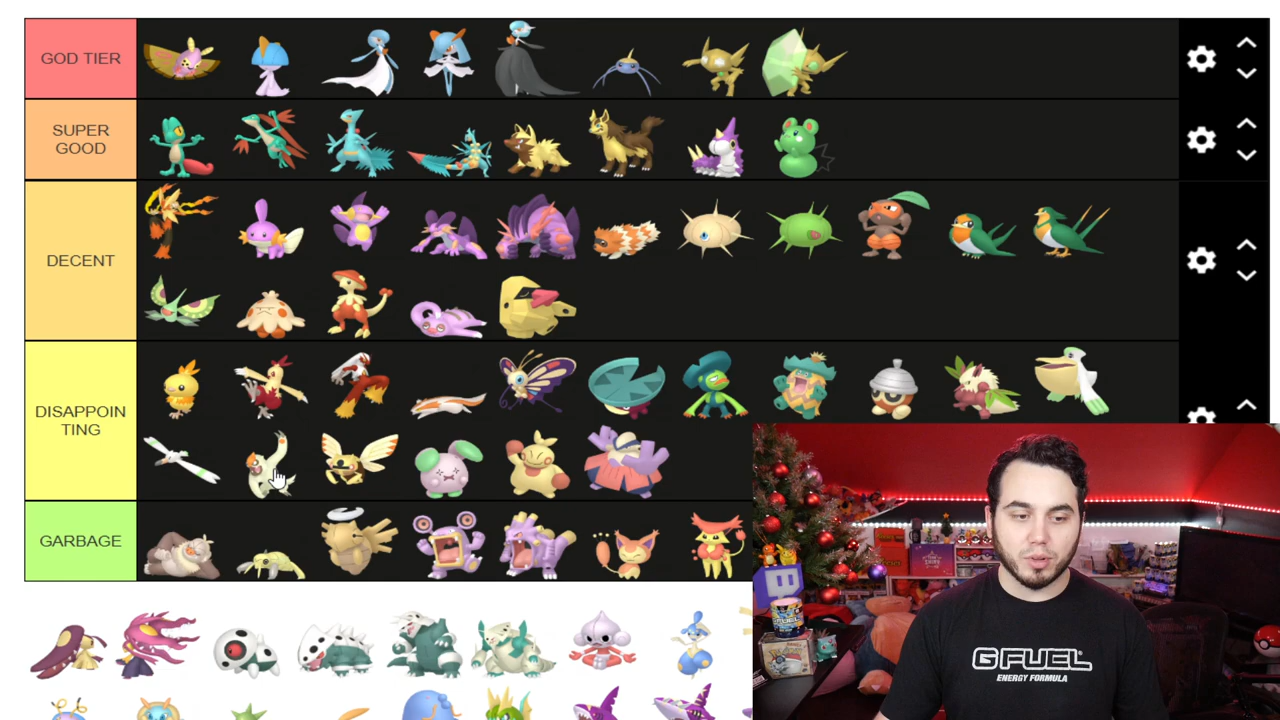 GOD TIER
SUPER
GOOD
DECENT
DISAPPOIN
TING
GARBAGE
G FUEL
ENERGY FORMULA